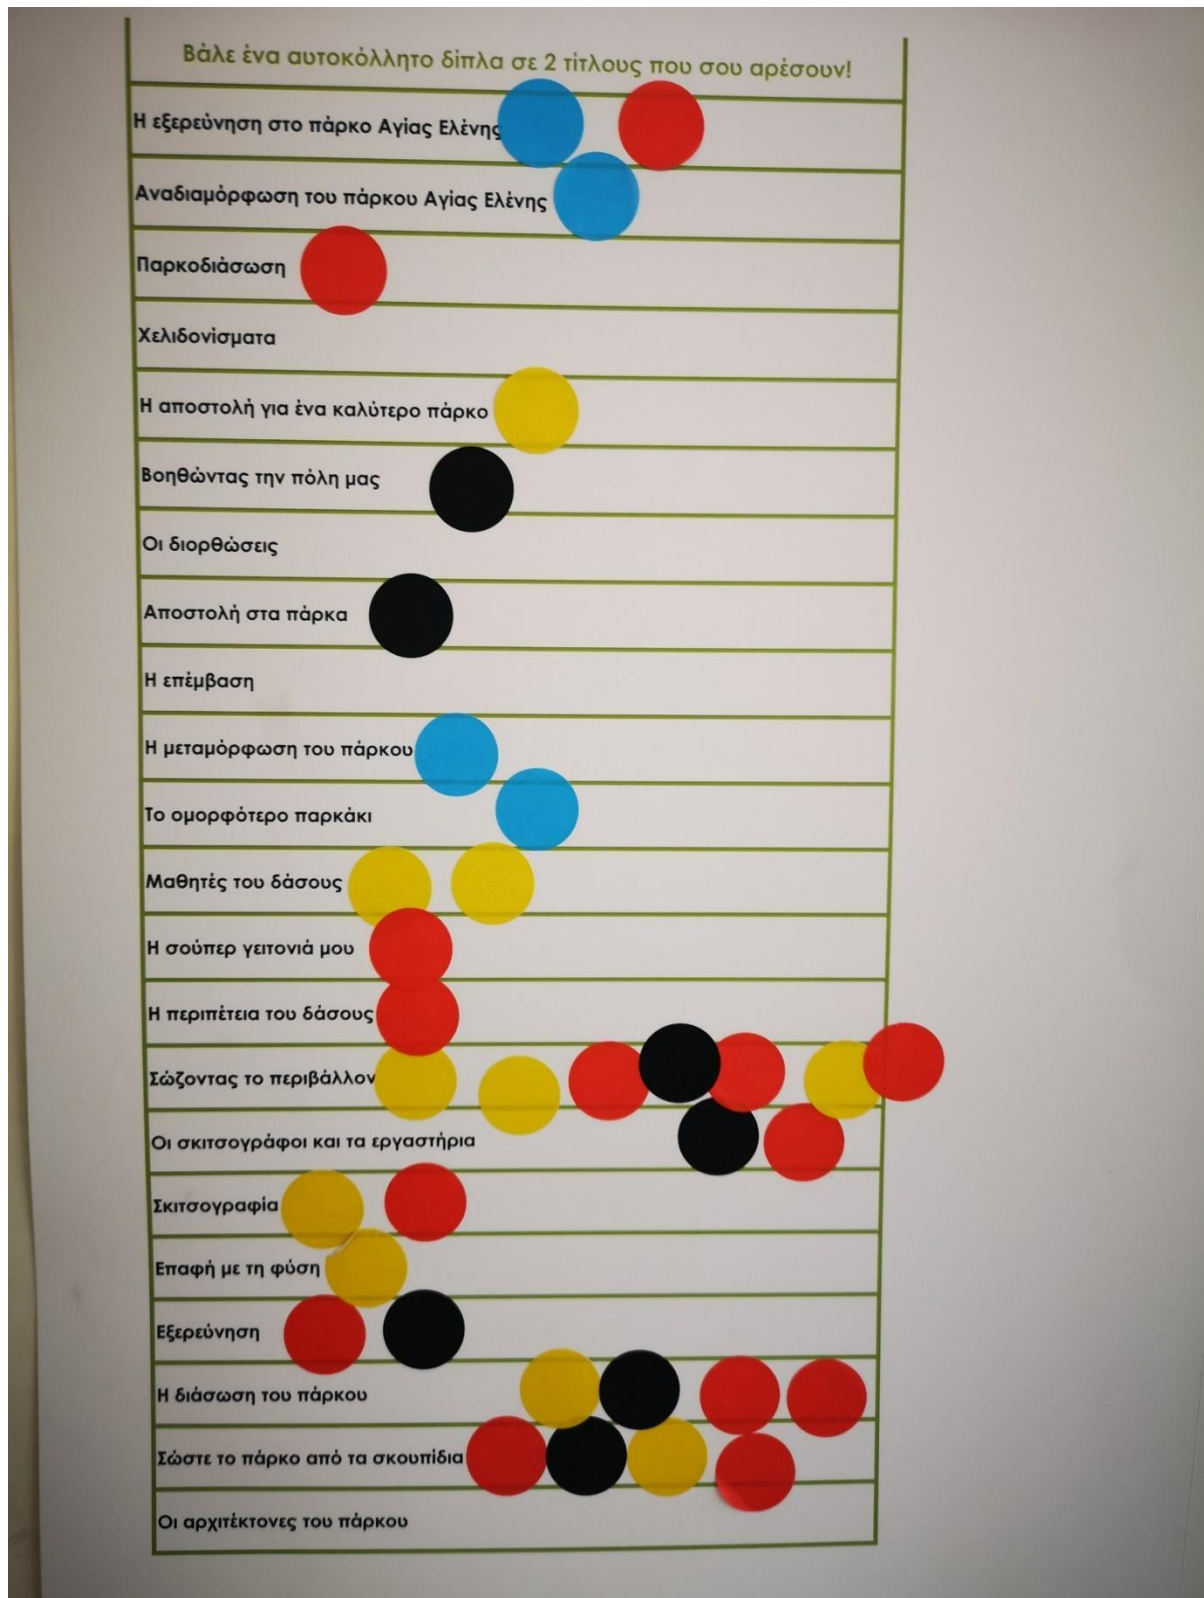 Βάλε ένα αυτοκόλλητο δίπλα σε 2 τίτλους που σου αρέσουν!
Η εξερεύνηση στο πάρκο Αγίας Ελένης
Αναδιαμόρφωση του πάρκου Αγίας Ελένης
Παρκοδιάσωση
Χελιδονίσματα
Η αποστολή για ένα καλύτερο πάρκο
Βοηθώντας την πόλη μας
Οι διορθώσεις
Αποστολή στα πάρκα
Η επέμβαση
Η μεταμόρφωση του πάρκου
Το ομορφότερο παρκάκι
Μαθητές του δάσους
Η σούπερ γειτονιά μου
Η περιπέτεια του δάσους
Σώζοντας το περιβάλλον
Οι σκιτσογράφοι και τα εργαστήρια
Σκιτσογραφία
Επαφή με τη φύση
Εξερεύνηση
Η διάσωση του πάρκου
Σώστε το πάρκο από τα σκουπίδια
Οι αρχιτέκτονες του πάρκου